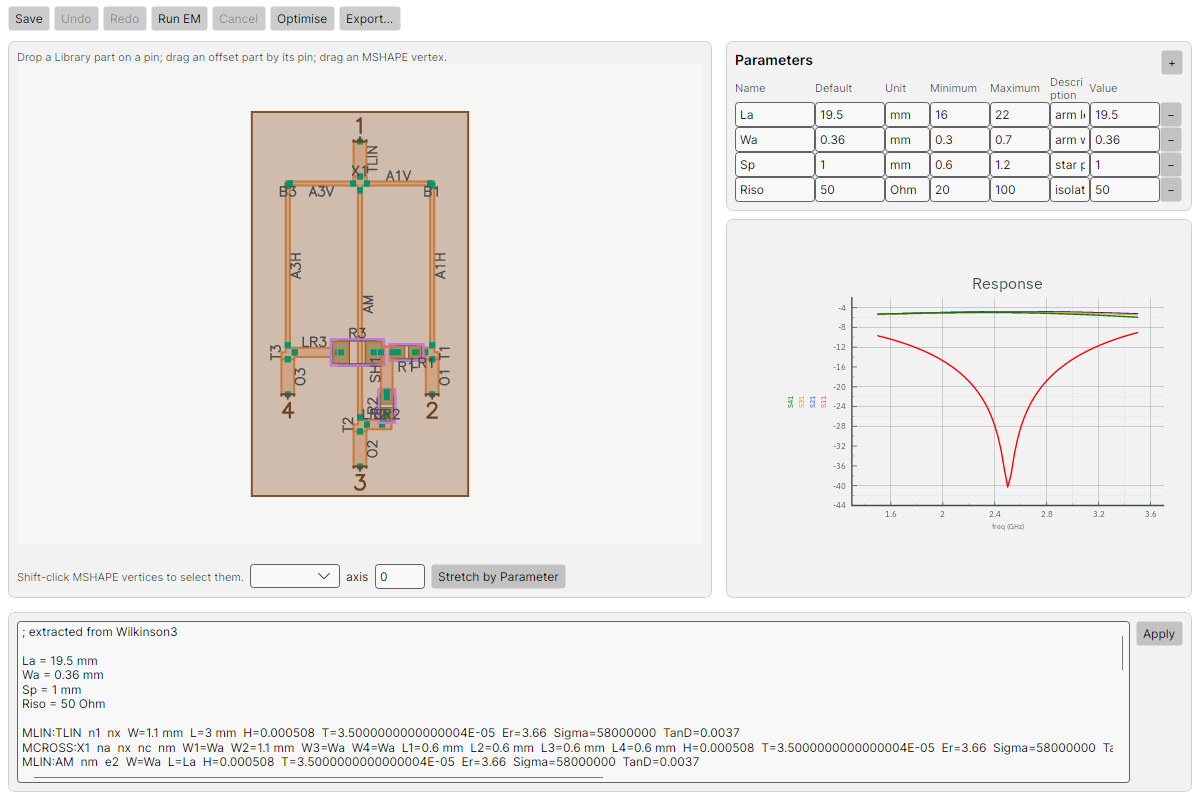 Save Undo Redo Run EM Cancel Optimise Export...
Drop a Library part on a pin; drag an offset part by its pin; drag an MSHAPE vertex.
1
TLIN
X1
A1V
B3 A3V B1
A3H
A1H
AM
R3
LR3
T3
T1
SH1
R1
LR1
O3
O1
4
2
T2
O2
3
Shift-click MSHAPE vertices to select them. axis 0 Stretch by Parameter
Parameters
+
Name Default Unit Minimum Maximum Descri
ption Value
La 19.5 mm 16 22 19.5 -
Wa 0.36 mm 0.3 0.7 0.36 -
Sp 1 mm 0.6 1.2 1 -
Riso 50 Ohm 20 100 isolat 50 -
Response
-4
-8
-12
-16
-20
-24
-28
-32
-36
-40
-44
S41
S31
S21
S11
1.6 2 2.4 2.8 3.2 3.6
freq (GHz)
; extracted from Wilkinson3
Apply
La = 19.5 mm
Wa = 0.36 mm
Sp = 1 mm
Riso = 50 Ohm
MLIN:TLIN n1 nx W=1.1 mm L=3 mm H=0.000508 T=3.5000000000000004E-05 Er=3.66 Sigma=58000000 TanD=0.0037
MCROSS:X1 na nx nc nm W1=Wa W2=1.1 mm W3=Wa W4=Wa L1=0.6 mm L2=0.6 mm L3=0.6 mm L4=0.6 mm H=0.000508 T=3.5000000000000004E-05 Er=3.66 Sigma=58000000
MLIN:AM nm e2 W=Wa L=La H=0.000508 T=3.5000000000000004E-05 Er=3.66 Sigma=58000000 TanD=0.0037